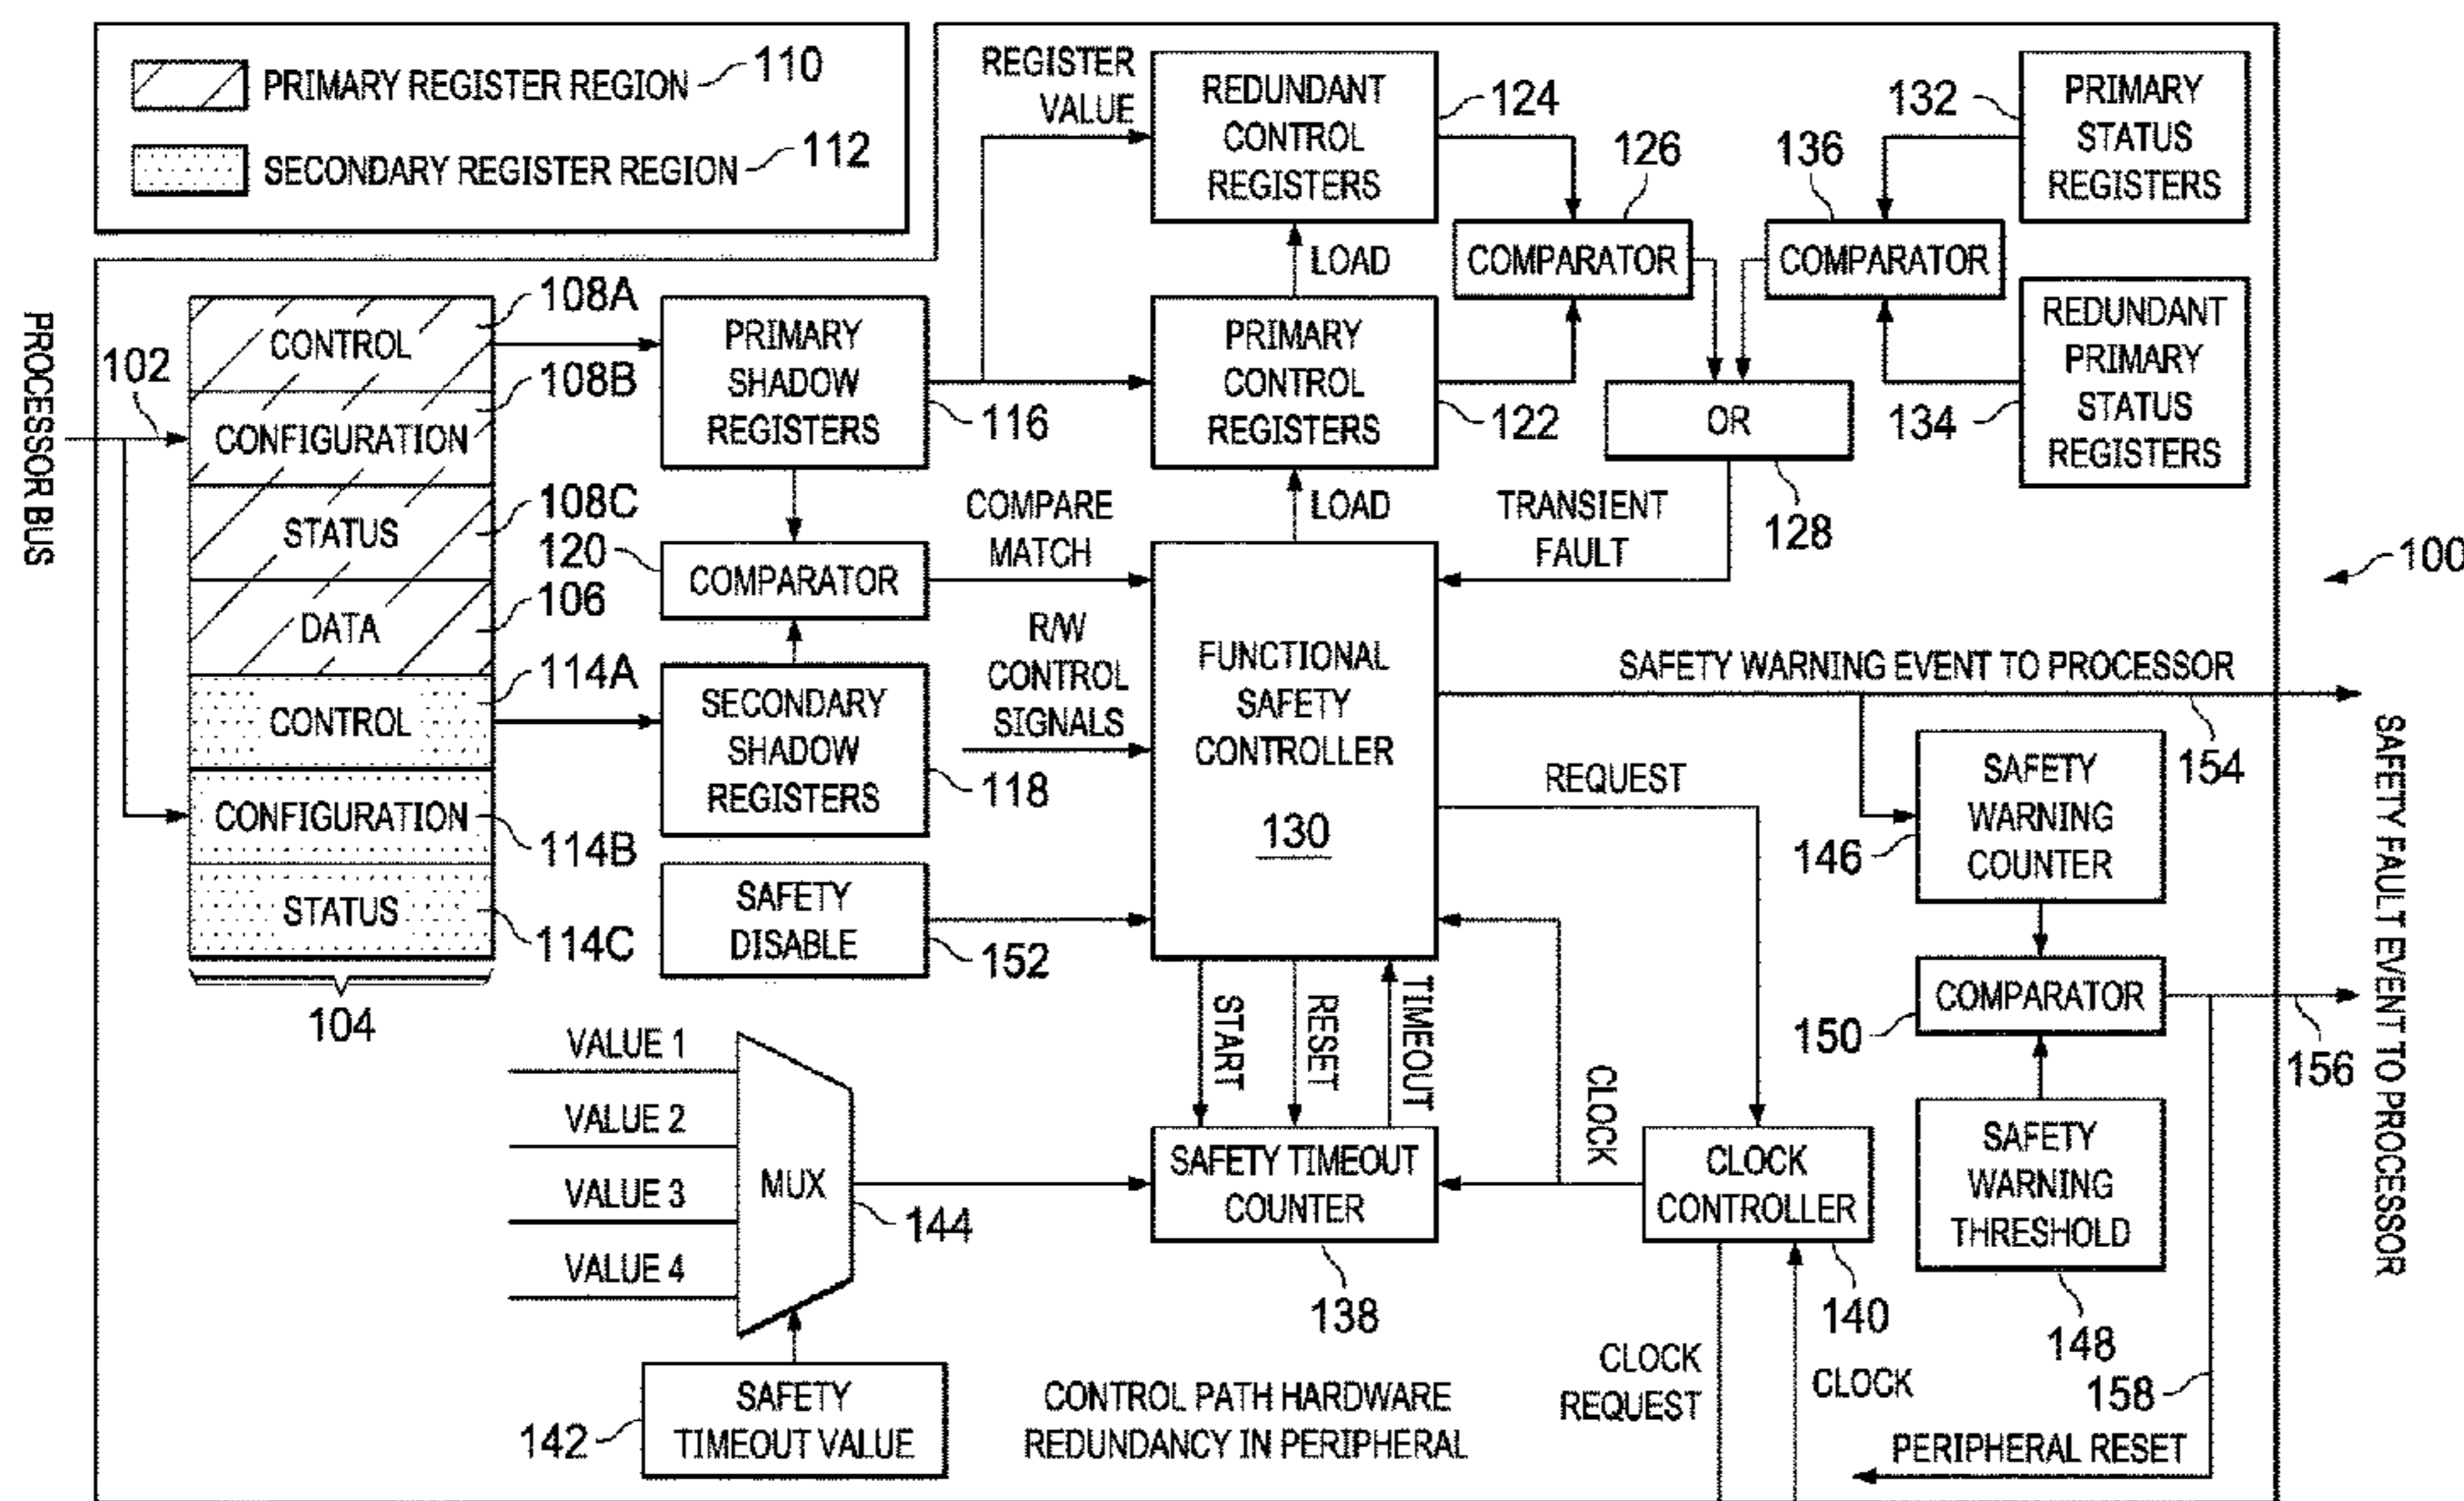 PRIMARY REGISTER REGION
110
SECONDARY REGISTER REGION
112
REGISTER
VALUE
REDUNDANT
CONTROL
REGISTERS
124
126
COMPARATOR
132
PRIMARY
STATUS
REGISTERS
136
COMPARATOR
PROCESSOR BUS
102
CONTROL
108A
CONFIGURATION
108B
STATUS
108C
DATA
106
CONTROL
114A
CONFIGURATION
114B
STATUS
114C
104
PRIMARY
SHADOW
REGISTERS
116
LOAD
PRIMARY
CONTROL
REGISTERS
122
OR
128
REDUNDANT
PRIMARY
STATUS
REGISTERS
134
120
COMPARATOR
COMPARE
MATCH
LOAD
TRANSIENT
FAULT
100
SECONDARY
SHADOW
REGISTERS
118
R/W
CONTROL
SIGNALS
FUNCTIONAL
SAFETY
CONTROLLER
130
SAFETY WARNING EVENT TO PROCESSOR
154
REQUEST
SAFETY
WARNING
COUNTER
146
SAFETY
DISABLE
152
START
RESET
TIMEOUT
CLOCK
COMPARATOR
150
156
SAFETY FAULT EVENT TO PROCESSOR
VALUE 1
VALUE 2
VALUE 3
VALUE 4
MUX
144
SAFETY TIMEOUT
COUNTER
138
CLOCK
CONTROLLER
140
SAFETY
WARNING
THRESHOLD
148
142
SAFETY
TIMEOUT VALUE
CONTROL PATH HARDWARE
REDUNDANCY IN PERIPHERAL
CLOCK
REQUEST
CLOCK
158
PERIPHERAL RESET